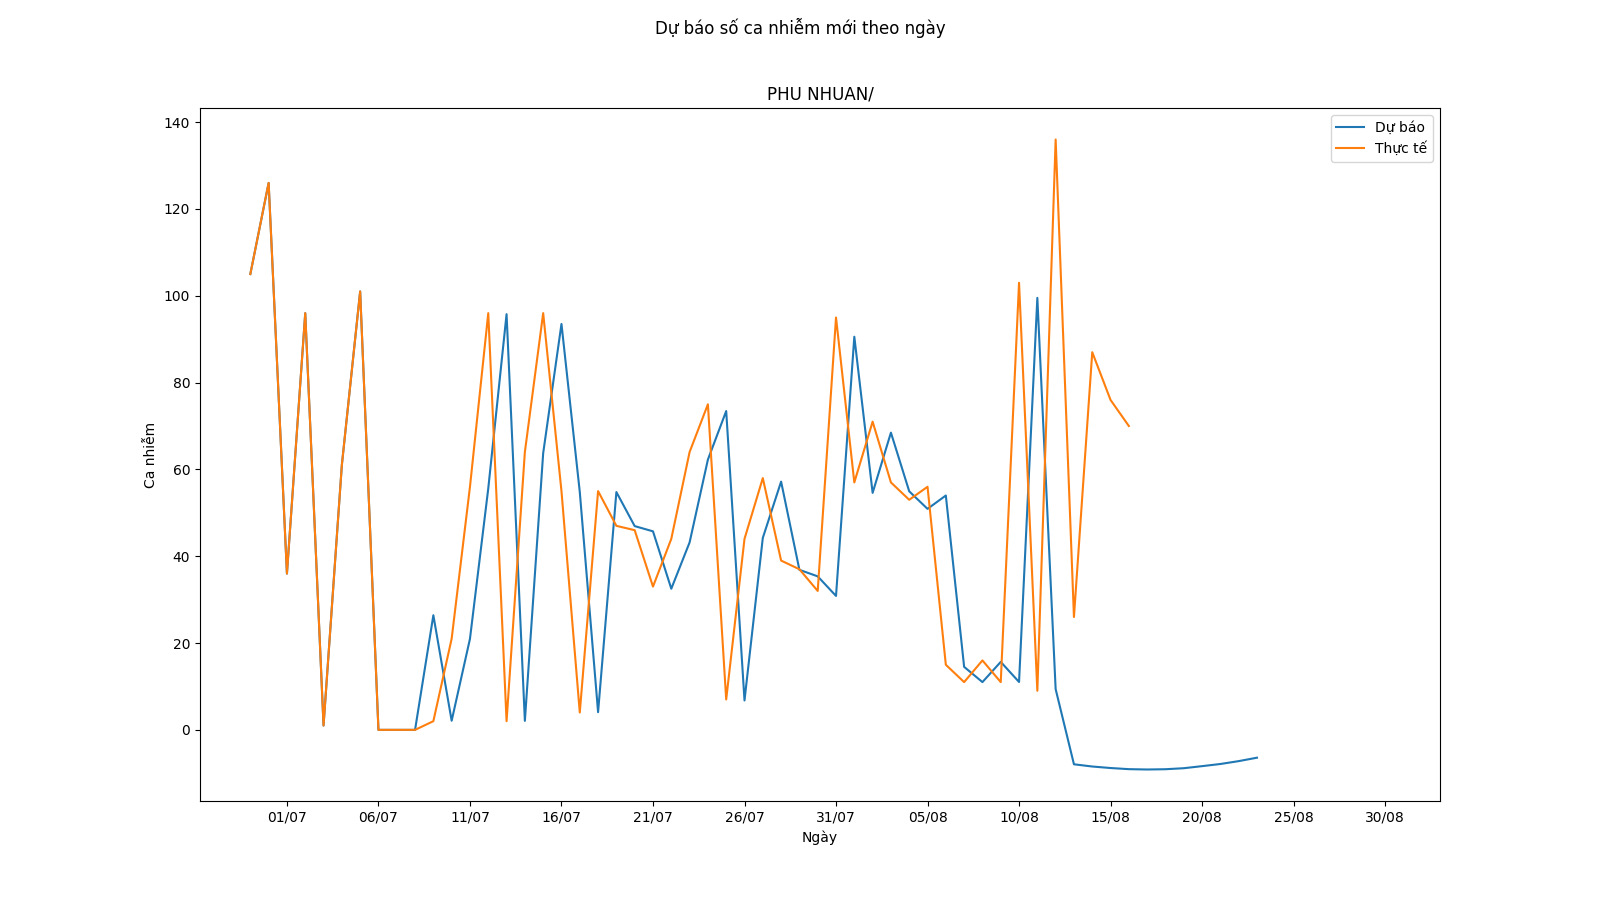 Dự báo số ca nhiễm mới theo ngày
PHU NHUAN/
Dự báo
Thực tế
Ca nhiễm
140
120
100
80
60
40
20
0
01/07 06/07 11/07 16/07 21/07 26/07 31/07 05/08 10/08 15/08 20/08 25/08 30/08
Ngày